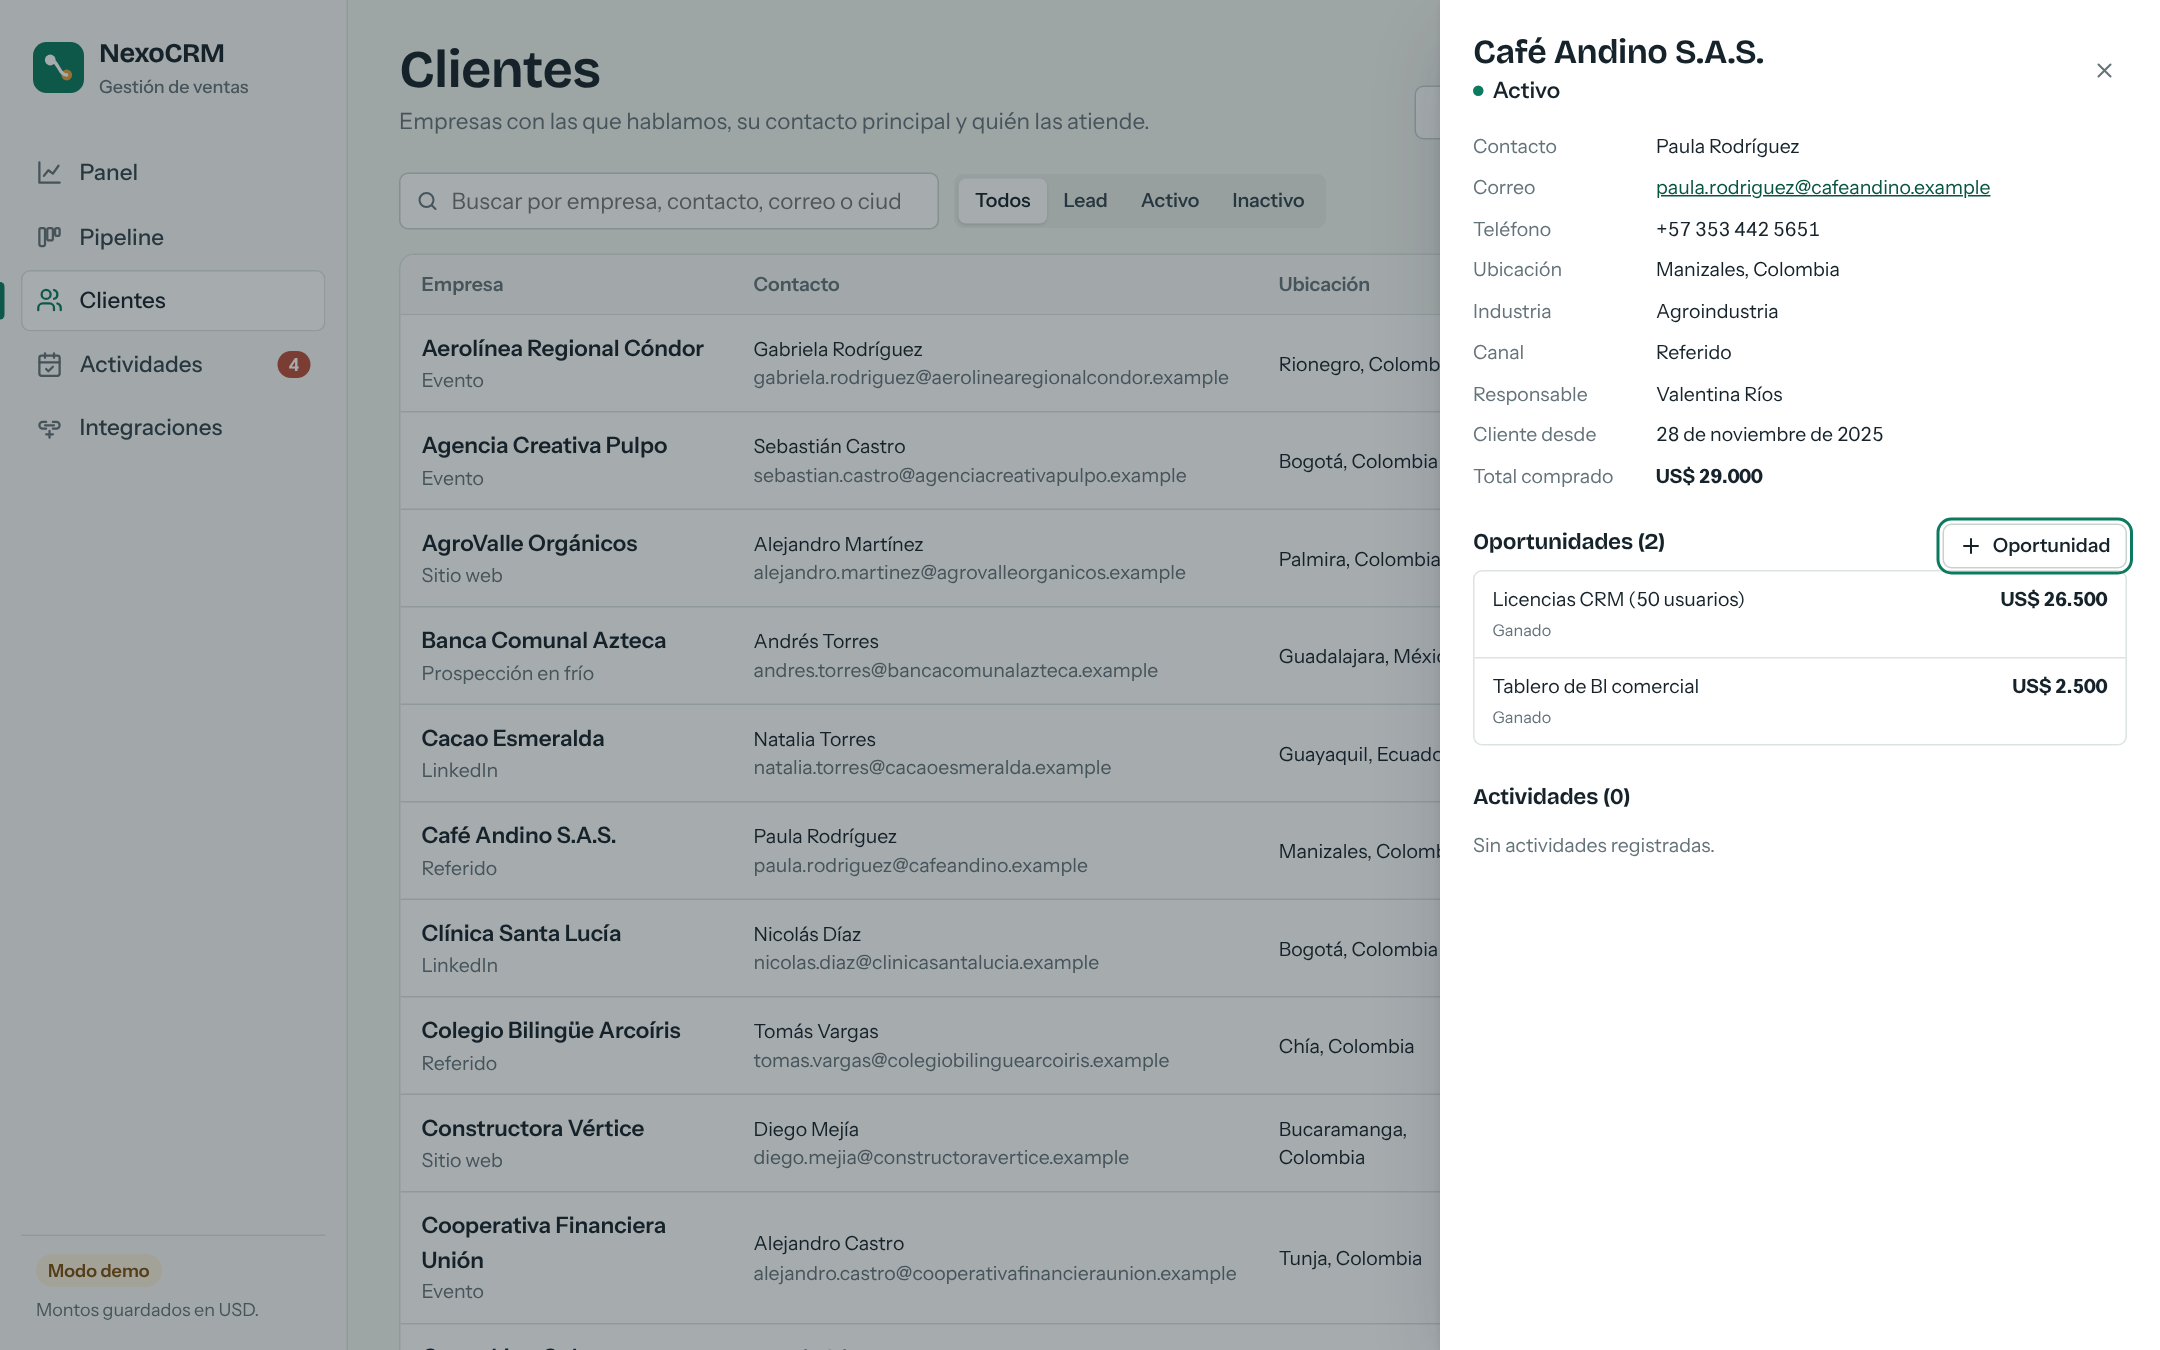 NexoCRM
Gestión de ventas
Panel
Pipeline
Clientes
Actividades
4
Integraciones
Modo demo
Montos guardados en USD.
Clientes
Empresas con las que hablamos, su contacto principal y quién las atiende.
Buscar por empresa, contacto, correo o ciud
Todos
Lead
Activo
Inactivo
Empresa
Contacto
Ubicación
Aerolínea Regional Cóndor
Evento
Gabriela Rodríguez
gabriela.rodriguez@aerolinearegionalcondor.example
Rionegro, Colomb
Agencia Creativa Pulpo
Evento
Sebastián Castro
sebastian.castro@agenciacreativapulpo.example
Bogotá, Colombia
AgroValle Orgánicos
Sitio web
Alejandro Martínez
alejandro.martinez@agrovalleorganicos.example
Palmira, Colombia
Banca Comunal Azteca
Prospección en frío
Andrés Torres
andres.torres@bancacomunalazteca.example
Guadalajara, Méxic
Cacao Esmeralda
LinkedIn
Natalia Torres
natalia.torres@cacaoesmeralda.example
Guayaquil, Ecuado
Café Andino S.A.S.
Referido
Paula Rodríguez
paula.rodriguez@cafeandino.example
Manizales, Colomb
Clínica Santa Lucía
LinkedIn
Nicolás Díaz
nicolas.diaz@clinicasantalucia.example
Bogotá, Colombia
Colegio Bilingüe Arcoíris
Referido
Tomás Vargas
tomas.vargas@colegiobilinguearcoiris.example
Chía, Colombia
Constructora Vértice
Sitio web
Diego Mejía
diego.mejia@constructoravertice.example
Bucaramanga,
Colombia
Cooperativa Financiera
Unión
Evento
Alejandro Castro
alejandro.castro@cooperativafinancieraunion.example
Tunja, Colombia
Café Andino S.A.S.
Activo
Contacto
Paula Rodríguez
Correo
paula.rodriguez@cafeandino.example
Teléfono
+57 353 442 5651
Ubicación
Manizales, Colombia
Industria
Agroindustria
Canal
Referido
Responsable
Valentina Ríos
Cliente desde
28 de noviembre de 2025
Total comprado
US$ 29.000
Oportunidades (2)
Oportunidad
Licencias CRM (50 usuarios)
US$ 26.500
Ganado
Tablero de BI comercial
US$ 2.500
Ganado
Actividades (0)
Sin actividades registradas.